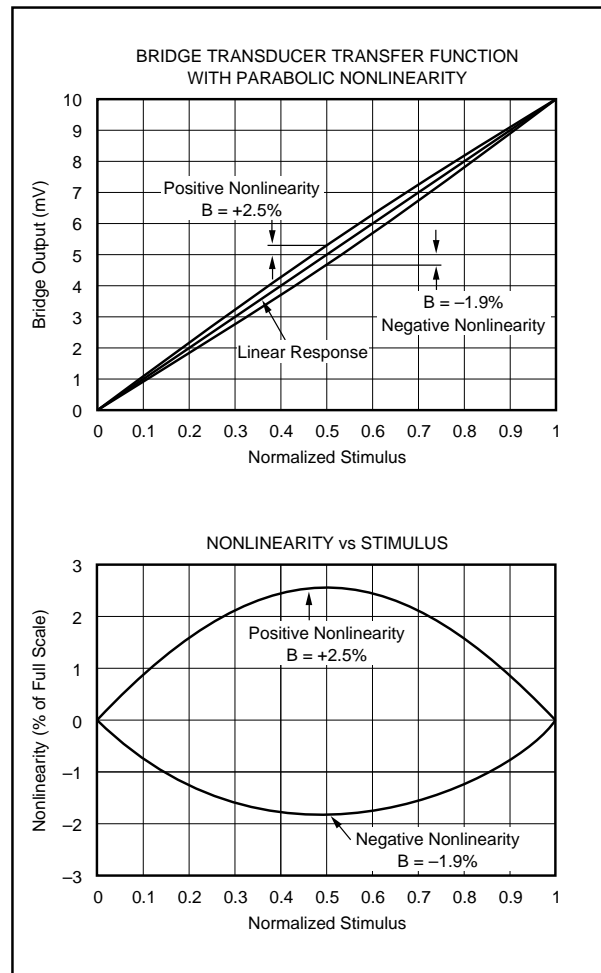 BRIDGE TRANSDUCER TRANSFER FUNCTION
WITH PARABOLIC NONLINEARITY
10
9
8
7
6
5
4
3
2
1
0
Bridge Output (mV)
Positive Nonlinearity
B = +2.5%
B = –1.9%
Negative Nonlinearity
Linear Response
0 0.1 0.2 0.3 0.4 0.5 0.6 0.7 0.8 0.9 1
Normalized Stimulus
NONLINEARITY vs STIMULUS
3
2
1
0
–1
–2
–3
Nonlinearity (% of Full Scale)
Positive Nonlinearity
B = +2.5%
Negative Nonlinearity
B = –1.9%
0 0.1 0.2 0.3 0.4 0.5 0.6 0.7 0.8 0.9 1
Normalized Stimulus